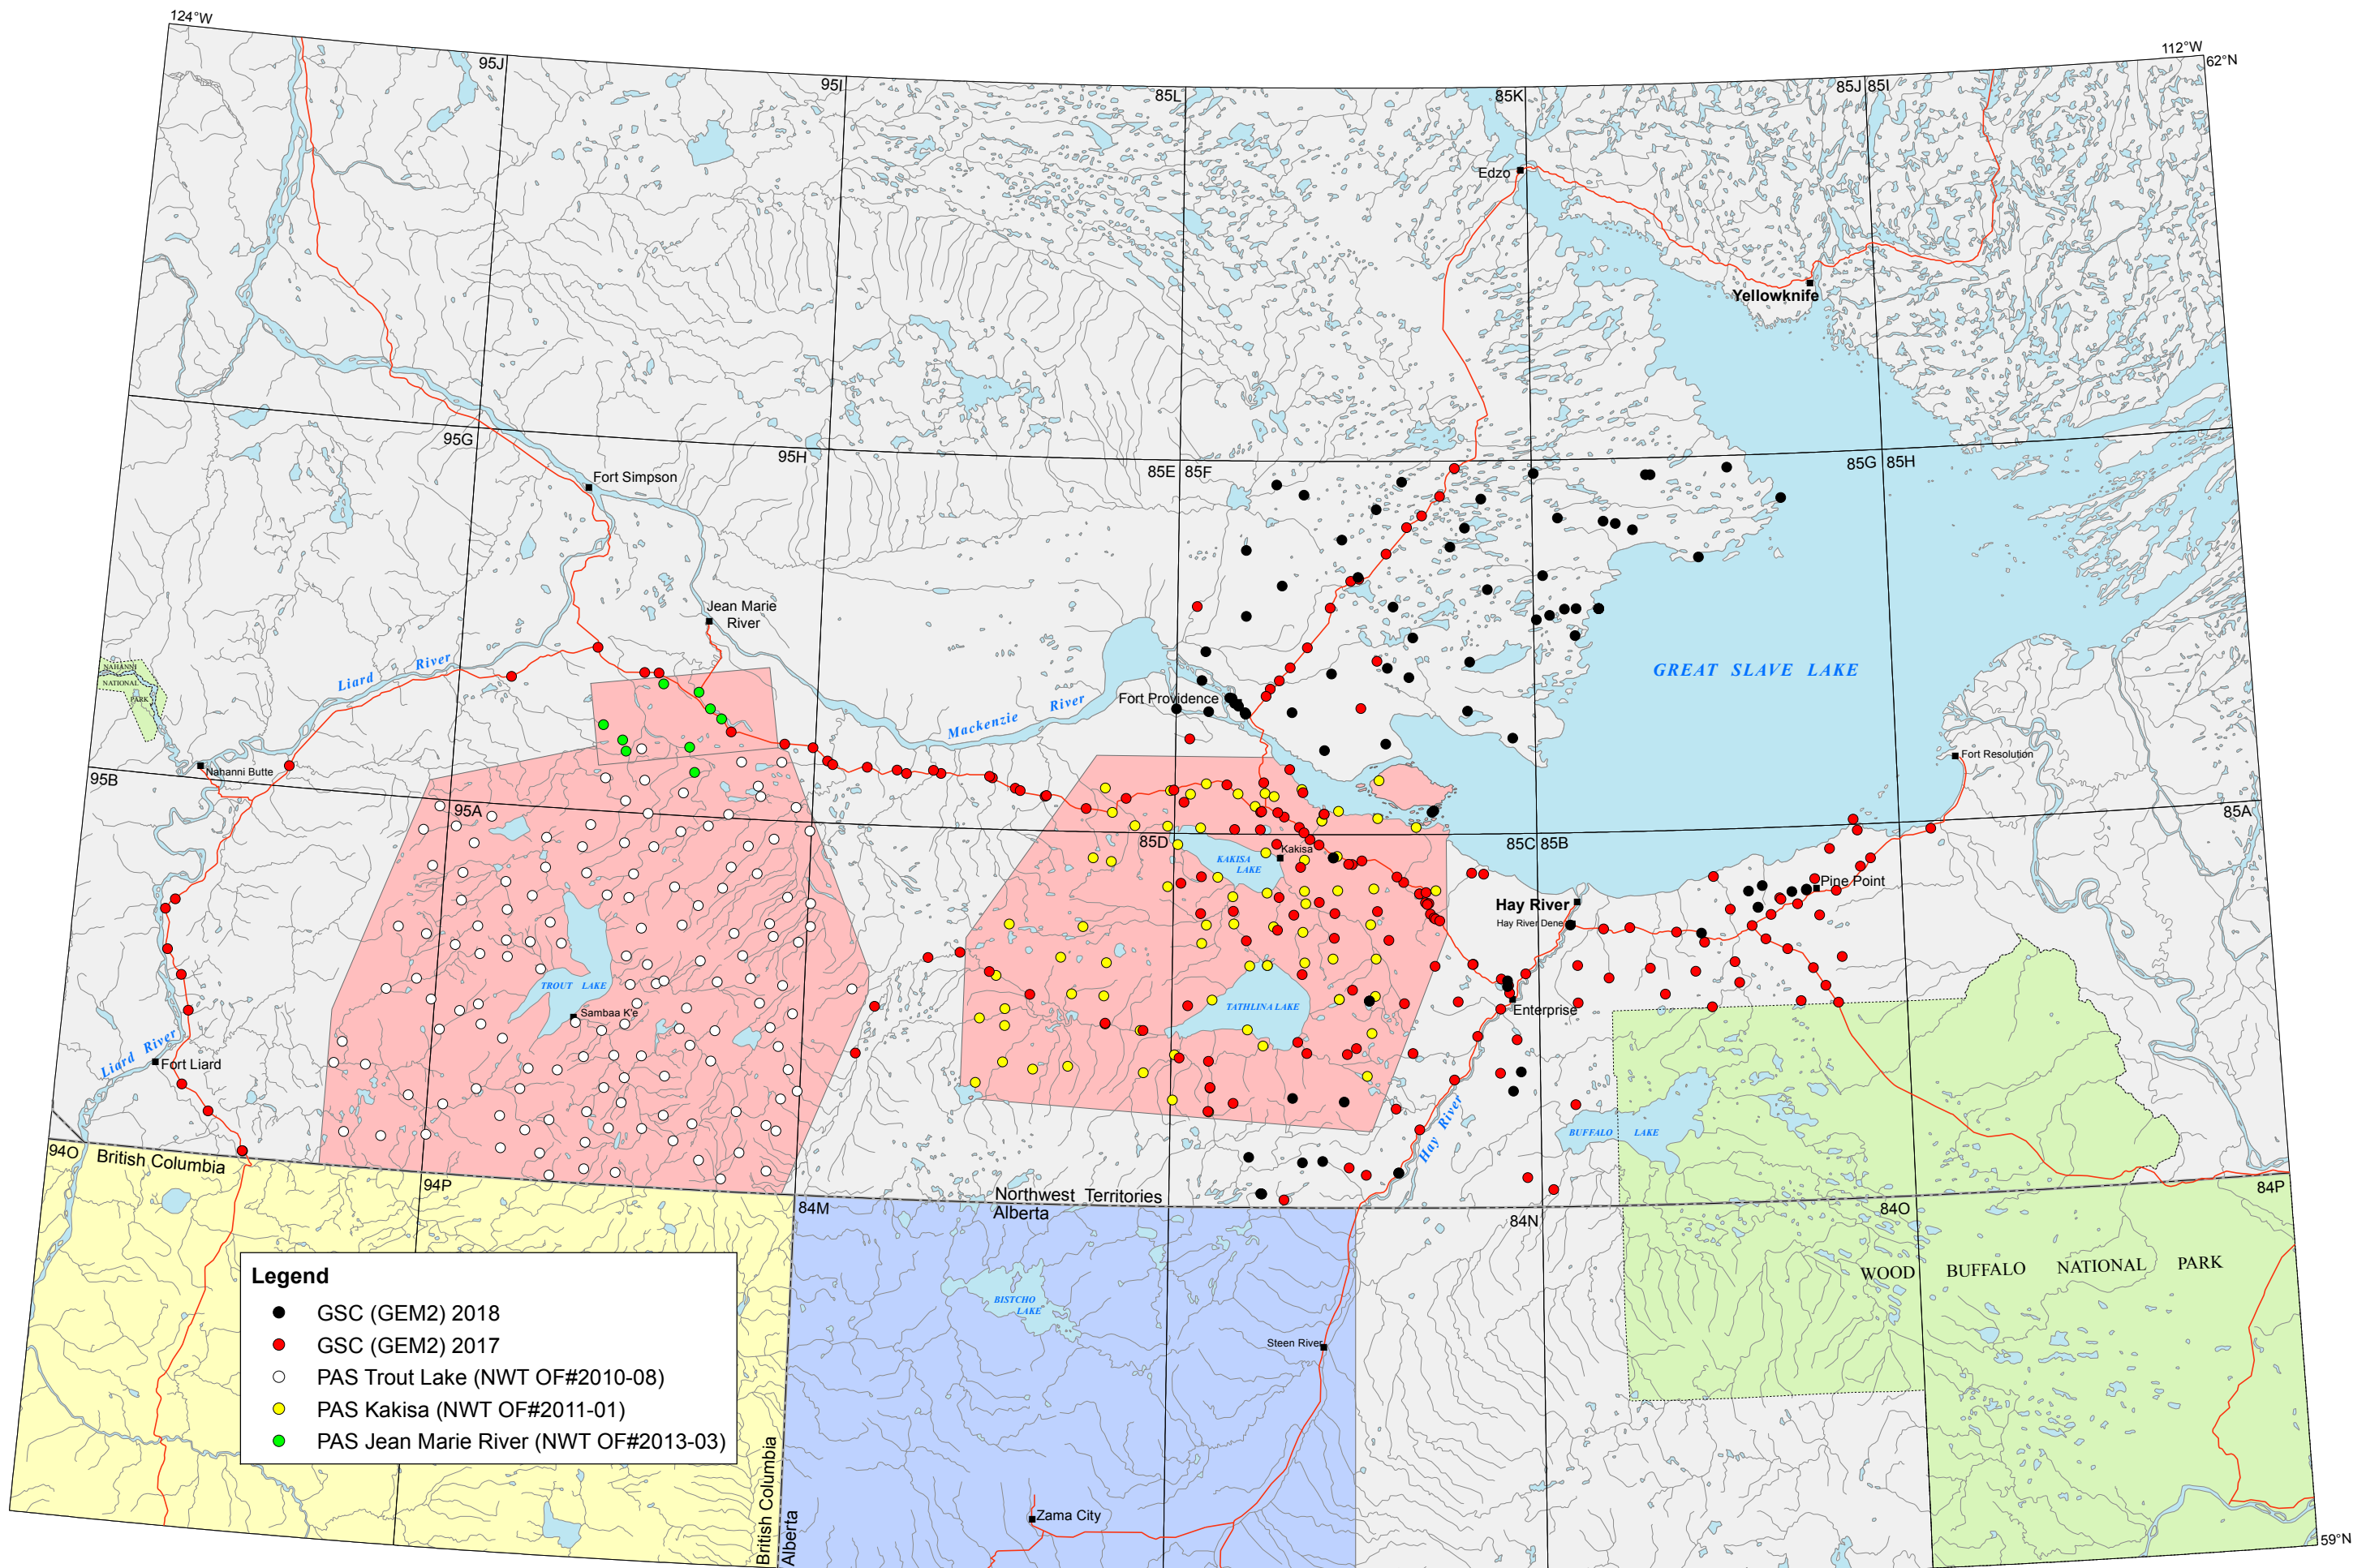 124°W
112°W
62°N
95J
95I
85L
85K
85J
85I
Edzo
Yellowknife
95G
95H
85E
85F
85G
85H
Fort Simpson
Jean Marie
River
GREAT SLAVE LAKE
Liard River
NAHANNI
NATIONAL
PARK
Fort Providence
Mackenzie River
Nahanni Butte
Fort Resolution
95B
95A
85D
85C
85B
85A
KAKISA
LAKE
Kakisa
Pine Point
Hay River
Hay River Dene
TROUT LAKE
Sambaa K'e
TATHLINA LAKE
Enterprise
Liard River
Fort Liard
Hay River
BUFFALO LAKE
94O
British Columbia
94P
Northwest Territories
Alberta
84M
84N
84O
84P
WOOD BUFFALO NATIONAL PARK
BISTCHO
LAKE
Steen River
Zama City
British Columbia
Alberta
59°N
Legend
GSC (GEM2) 2018
GSC (GEM2) 2017
PAS Trout Lake (NWT OF#2010-08)
PAS Kakisa (NWT OF#2011-01)
PAS Jean Marie River (NWT OF#2013-03)